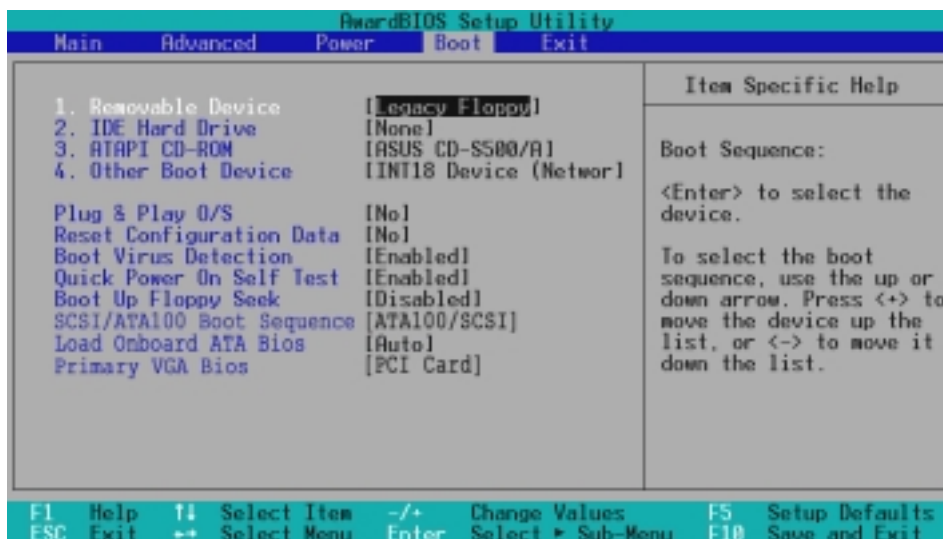 AwardBIOS Setup Utility
Main Advanced Power Boot Exit
1. Removable Device [Legacy Floppy]
2. IDE Hard Drive [None]
3. ATAPI CD-ROM [ASUS CD-S500/A]
4. Other Boot Device [INT18 Device (Networ]
Plug & Play O/S [No]
Reset Configuration Data [No]
Boot Virus Detection [Enabled]
Quick Power On Self Test [Enabled]
Boot Up Floppy Seek [Disabled]
SCSI/ATA100 Boot Sequence [ATA100/SCSI]
Load Onboard ATA Bios [Auto]
Primary VGA Bios [PCI Card]
Item Specific Help
Boot Sequence:
<Enter> to select the
device.
To select the boot
sequence, use the up or
down arrow. Press <+> to
move the device up the
list, or <-> to move it
down the list.
F1 Help ↑↓ Select Item -/+ Change Values F5 Setup Defaults
ESC Exit ←→ Select Menu Enter Select ► Sub-Menu F10 Save and Exit